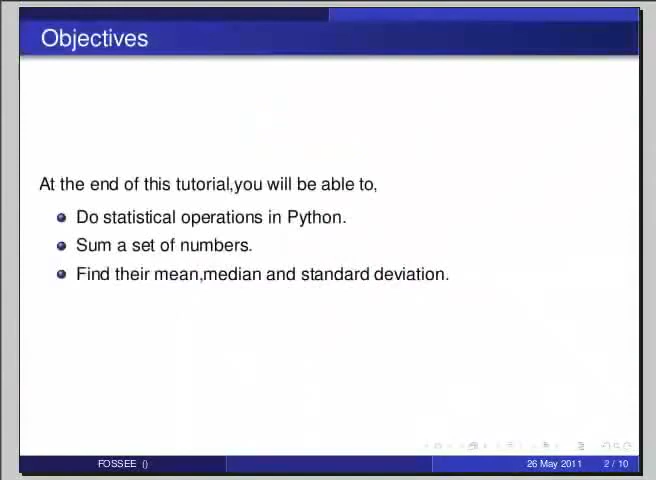 Objectives
At the end of this tutorial,you will be able to,
Do statistical operations in Python.
Sum a set of numbers.
Find their mean,median and standard deviation.
FOSSEE () 26 May 2011 2 / 10